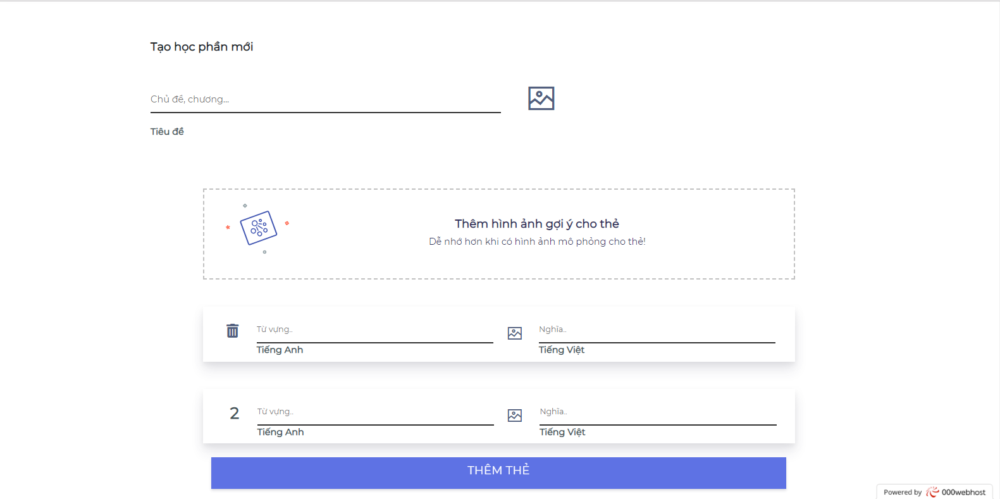 Tạo học phần mới
Chủ đề, chương...
Tiêu đề
Thêm hình ảnh gợi ý cho thẻ
Dễ nhớ hơn khi có hình ảnh mô phỏng cho thẻ!
Từ vựng.. Nghĩa..
Tiếng Anh Tiếng Việt
2 Từ vựng.. Nghĩa..
Tiếng Anh Tiếng Việt
THÊM THẺ
Powered by 000webhost